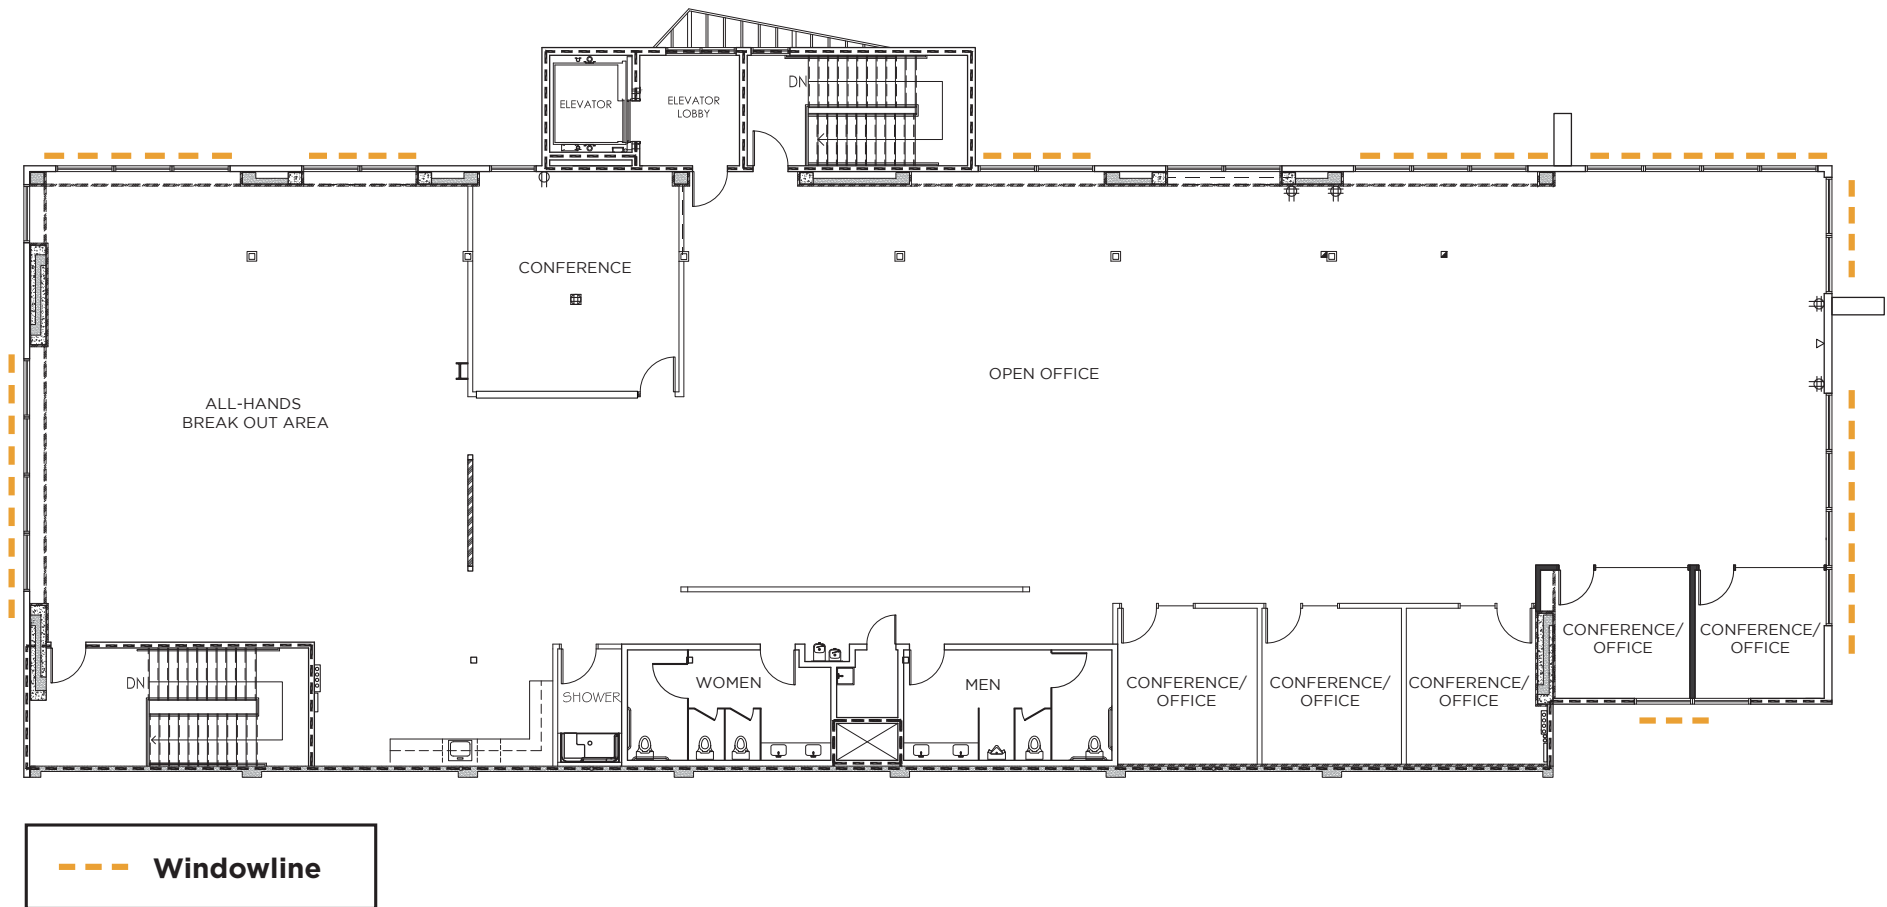 DN
ELEVATOR
ELEVATOR
LOBBY
CONFERENCE
OPEN OFFICE
ALL-HANDS
BREAK OUT AREA
CONFERENCE/
OFFICE
CONFERENCE/
OFFICE
DN
SHOWER
WOMEN
MEN
CONFERENCE/
OFFICE
CONFERENCE/
OFFICE
CONFERENCE/
OFFICE
Windowline